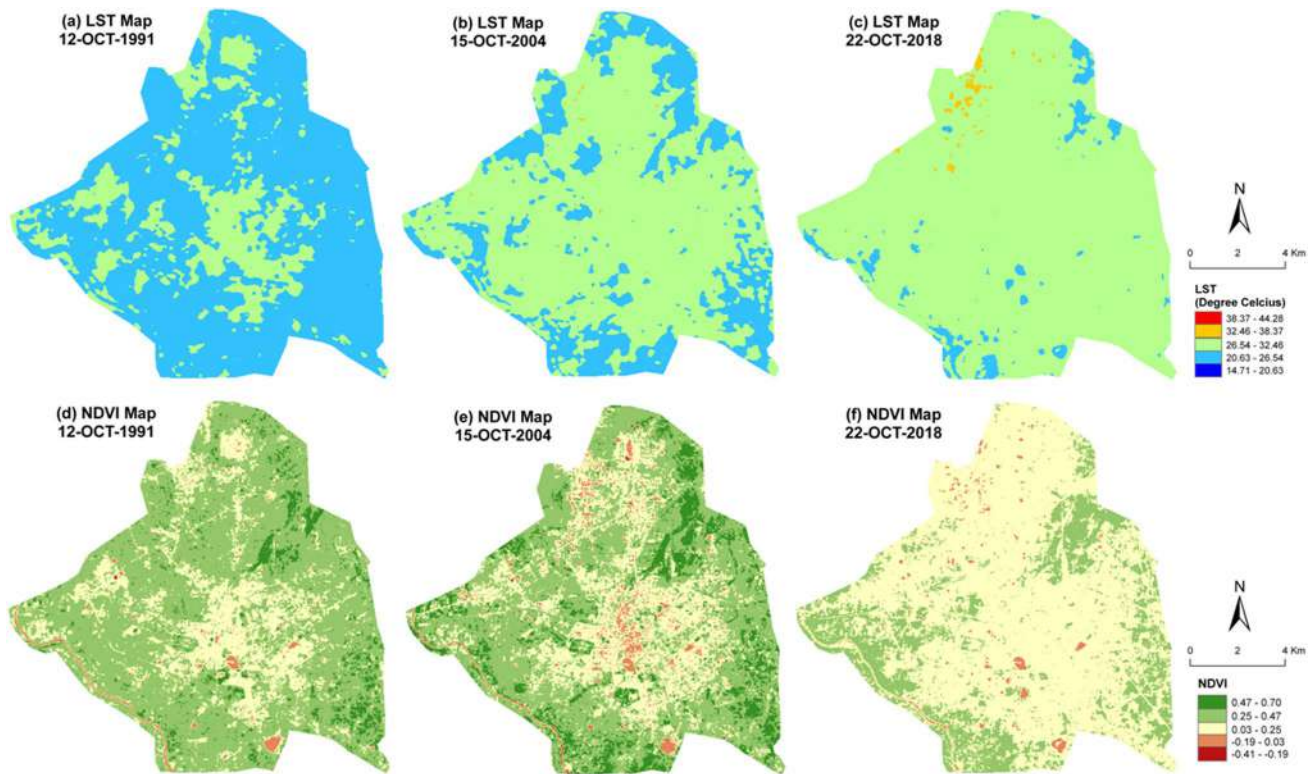 (a) LST Map
12-OCT-1991
(b) LST Map
15-OCT-2004
(c) LST Map
22-OCT-2018
N
0 2 4 Km
LST
(Degree Celcius)
38.37 - 44.28
32.46 - 38.37
26.54 - 32.46
20.63 - 26.54
14.71 - 20.63
(d) NDVI Map
12-OCT-1991
(e) NDVI Map
15-OCT-2004
(f) NDVI Map
22-OCT-2018
N
0 2 4 Km
NDVI
0.47 - 0.70
0.25 - 0.47
0.03 - 0.25
-0.19 - 0.03
-0.41 - -0.19